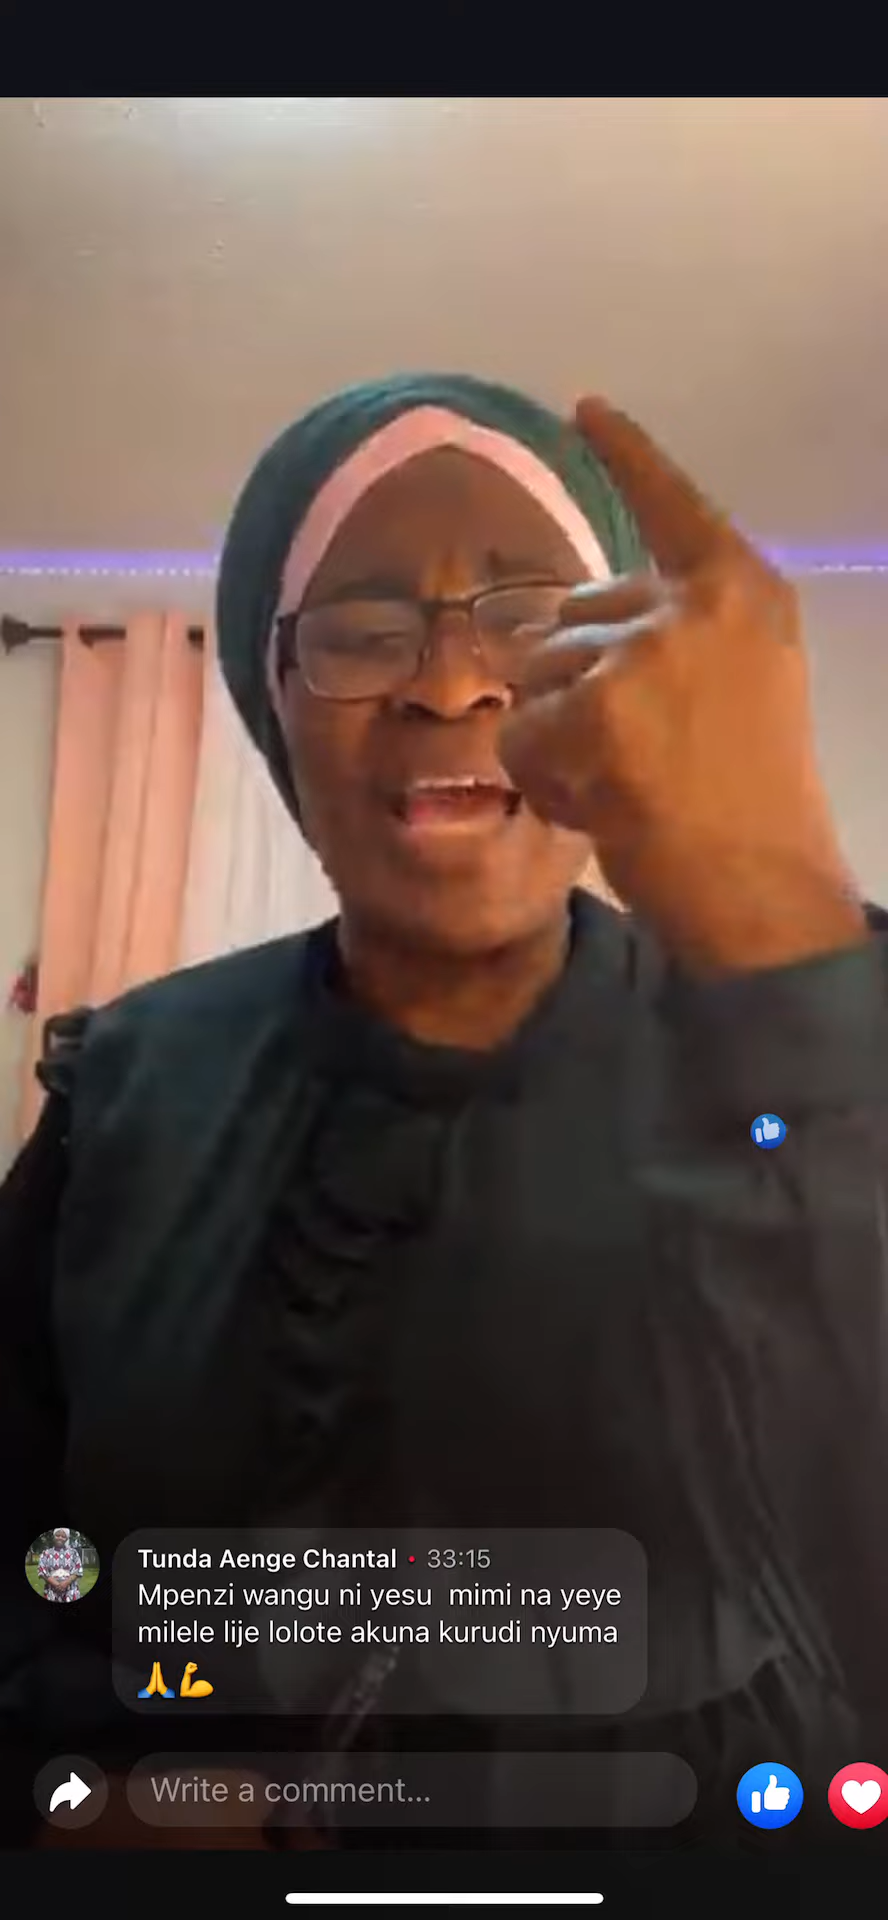 Tunda Aenge Chantal • 33:15
Mpenzi wangu ni yesu  mimi na yeye
milele lije lolote akuna kurudi nyuma
🙏💪
Write a comment...